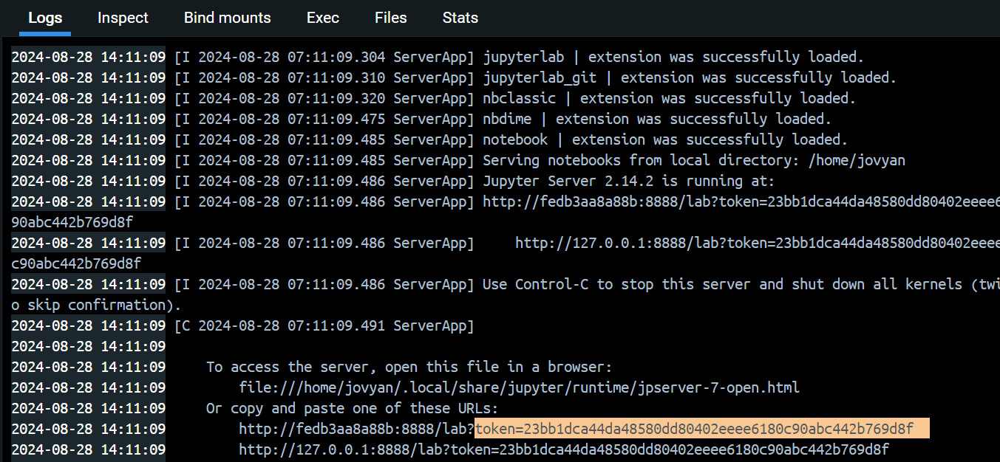 Logs Inspect Bind mounts Exec Files Stats
2024-08-28 14:11:09 [I 2024-08-28 07:11:09.304 ServerApp] jupyterlab | extension was successfully loaded.
2024-08-28 14:11:09 [I 2024-08-28 07:11:09.310 ServerApp] jupyterlab_git | extension was successfully loaded.
2024-08-28 14:11:09 [I 2024-08-28 07:11:09.320 ServerApp] nbclassic | extension was successfully loaded.
2024-08-28 14:11:09 [I 2024-08-28 07:11:09.475 ServerApp] nbdime | extension was successfully loaded.
2024-08-28 14:11:09 [I 2024-08-28 07:11:09.485 ServerApp] notebook | extension was successfully loaded.
2024-08-28 14:11:09 [I 2024-08-28 07:11:09.485 ServerApp] Serving notebooks from local directory: /home/jovyan
2024-08-28 14:11:09 [I 2024-08-28 07:11:09.486 ServerApp] Jupyter Server 2.14.2 is running at:
2024-08-28 14:11:09 [I 2024-08-28 07:11:09.486 ServerApp] http://fedb3aa8a88b:8888/lab?token=23bb1dca44da48580dd80402eeee6
90abc442b769d8f
2024-08-28 14:11:09 [I 2024-08-28 07:11:09.486 ServerApp]     http://127.0.0.1:8888/lab?token=23bb1dca44da48580dd80402eeee
c90abc442b769d8f
2024-08-28 14:11:09 [I 2024-08-28 07:11:09.486 ServerApp] Use Control-C to stop this server and shut down all kernels (twi
o skip confirmation).
2024-08-28 14:11:09 [C 2024-08-28 07:11:09.491 ServerApp]
2024-08-28 14:11:09
2024-08-28 14:11:09     To access the server, open this file in a browser:
2024-08-28 14:11:09         file:///home/jovyan/.local/share/jupyter/runtime/jpserver-7-open.html
2024-08-28 14:11:09     Or copy and paste one of these URLs:
2024-08-28 14:11:09         http://fedb3aa8a88b:8888/lab?token=23bb1dca44da48580dd80402eeee6180c90abc442b769d8f
2024-08-28 14:11:09         http://127.0.0.1:8888/lab?token=23bb1dca44da48580dd80402eeee6180c90abc442b769d8f